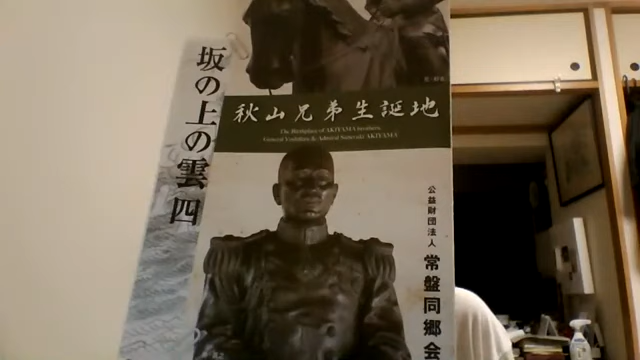 坂の上の雲 四
秋山兄弟生誕地
The Birthplace of AKIYAMA brothers,
General Yoshifuru & Admiral Saneyuki AKIYAMA
公益財団法人
常盤同郷会